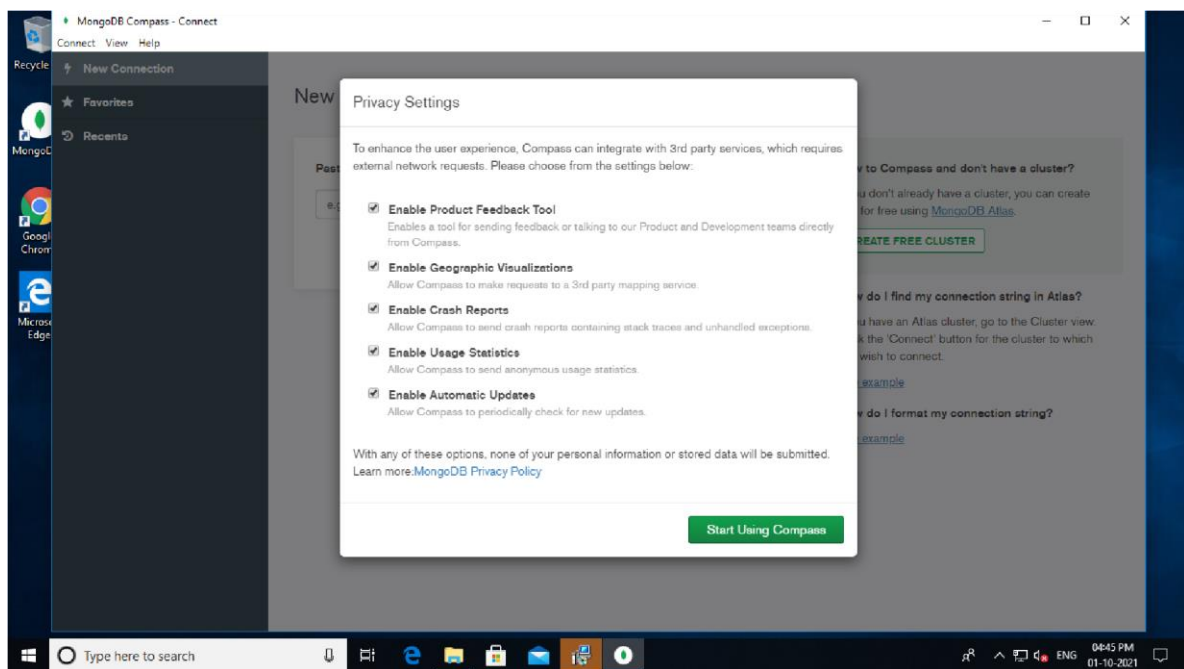 MongoDB Compass - Connect
Connect View Help
Recycle
New Connection
Favorites
Recents
New
Privacy Settings
To enhance the user experience, Compass can integrate with 3rd party services, which requires
external network requests. Please choose from the settings below:
Enable Product Feedback Tool
Enables a tool for sending feedback or talking to our Product and Development teams directly
from Compass.
Enable Geographic Visualizations
Allow Compass to make requests to a 3rd party mapping service.
Enable Crash Reports
Allow Compass to send crash reports containing stack traces and unhandled exceptions.
Enable Usage Statistics
Allow Compass to send anonymous usage statistics.
Enable Automatic Updates
Allow Compass to periodically check for new updates.
With any of these options, none of your personal information or stored data will be submitted.
Learn more:MongoDB Privacy Policy
Start Using Compass
Past
e.g
to Compass and don't have a cluster?
don't already have a cluster, you can create
for free using MongoDB Atlas.
REATE FREE CLUSTER
do I find my connection string in Atlas?
have an Atlas cluster, go to the Cluster view.
the 'Connect' button for the cluster to which
wish to connect.
example
do I format my connection string?
example
MongoD
Googl
Chrom
Micros
Edge
Type here to search
ENG
04:45 PM
01-10-2021